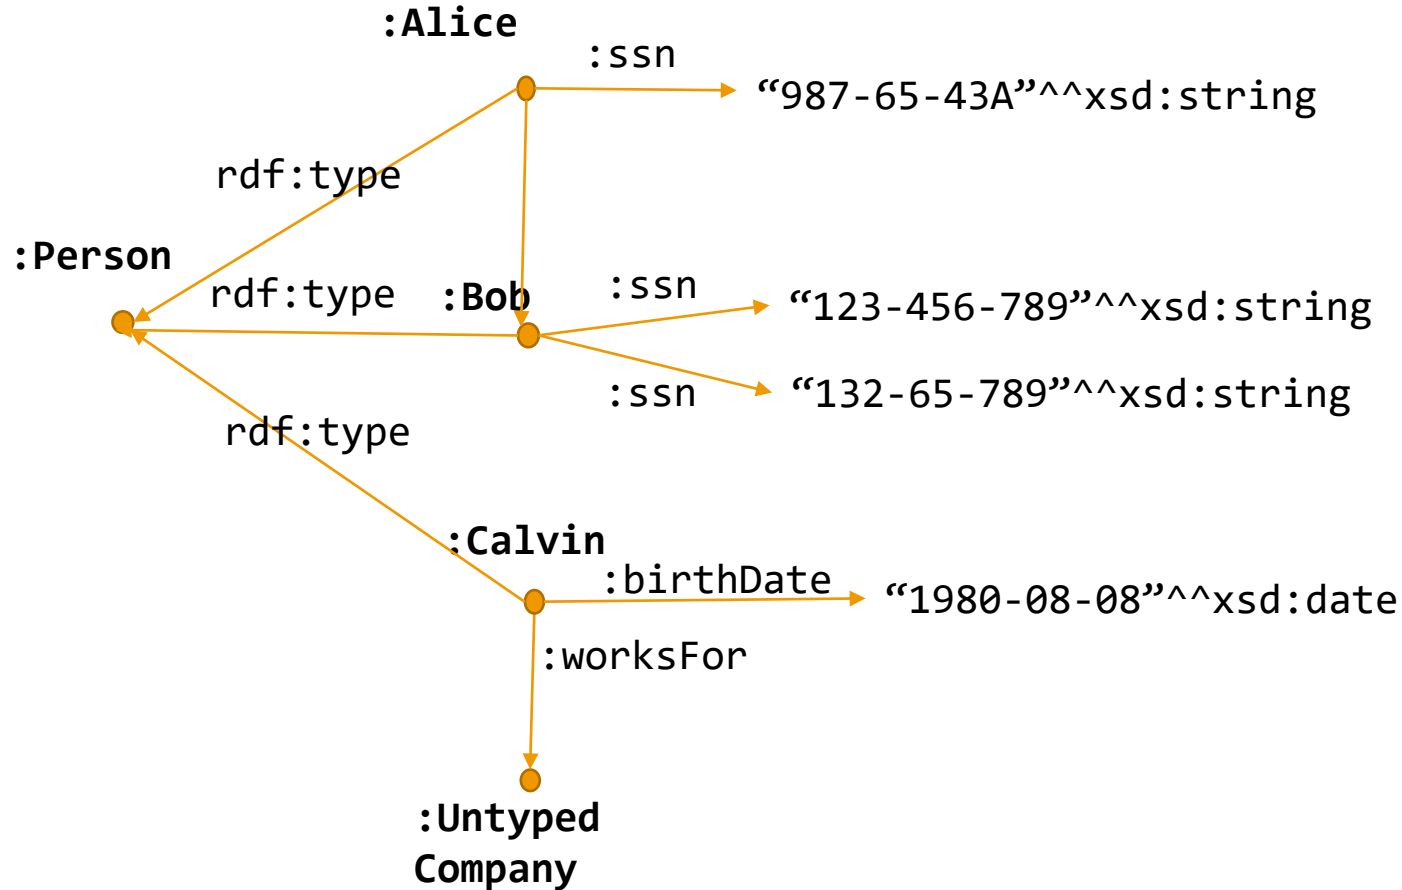 :Alice
:ssn
“987-65-43A”^^xsd:string
rdf:type
:Person
rdf:type
:Bob
:ssn
“123-456-789”^^xsd:string
:ssn
“132-65-789”^^xsd:string
rdf:type
:Calvin
:birthDate
“1980-08-08”^^xsd:date
:worksFor
:Untyped
Company